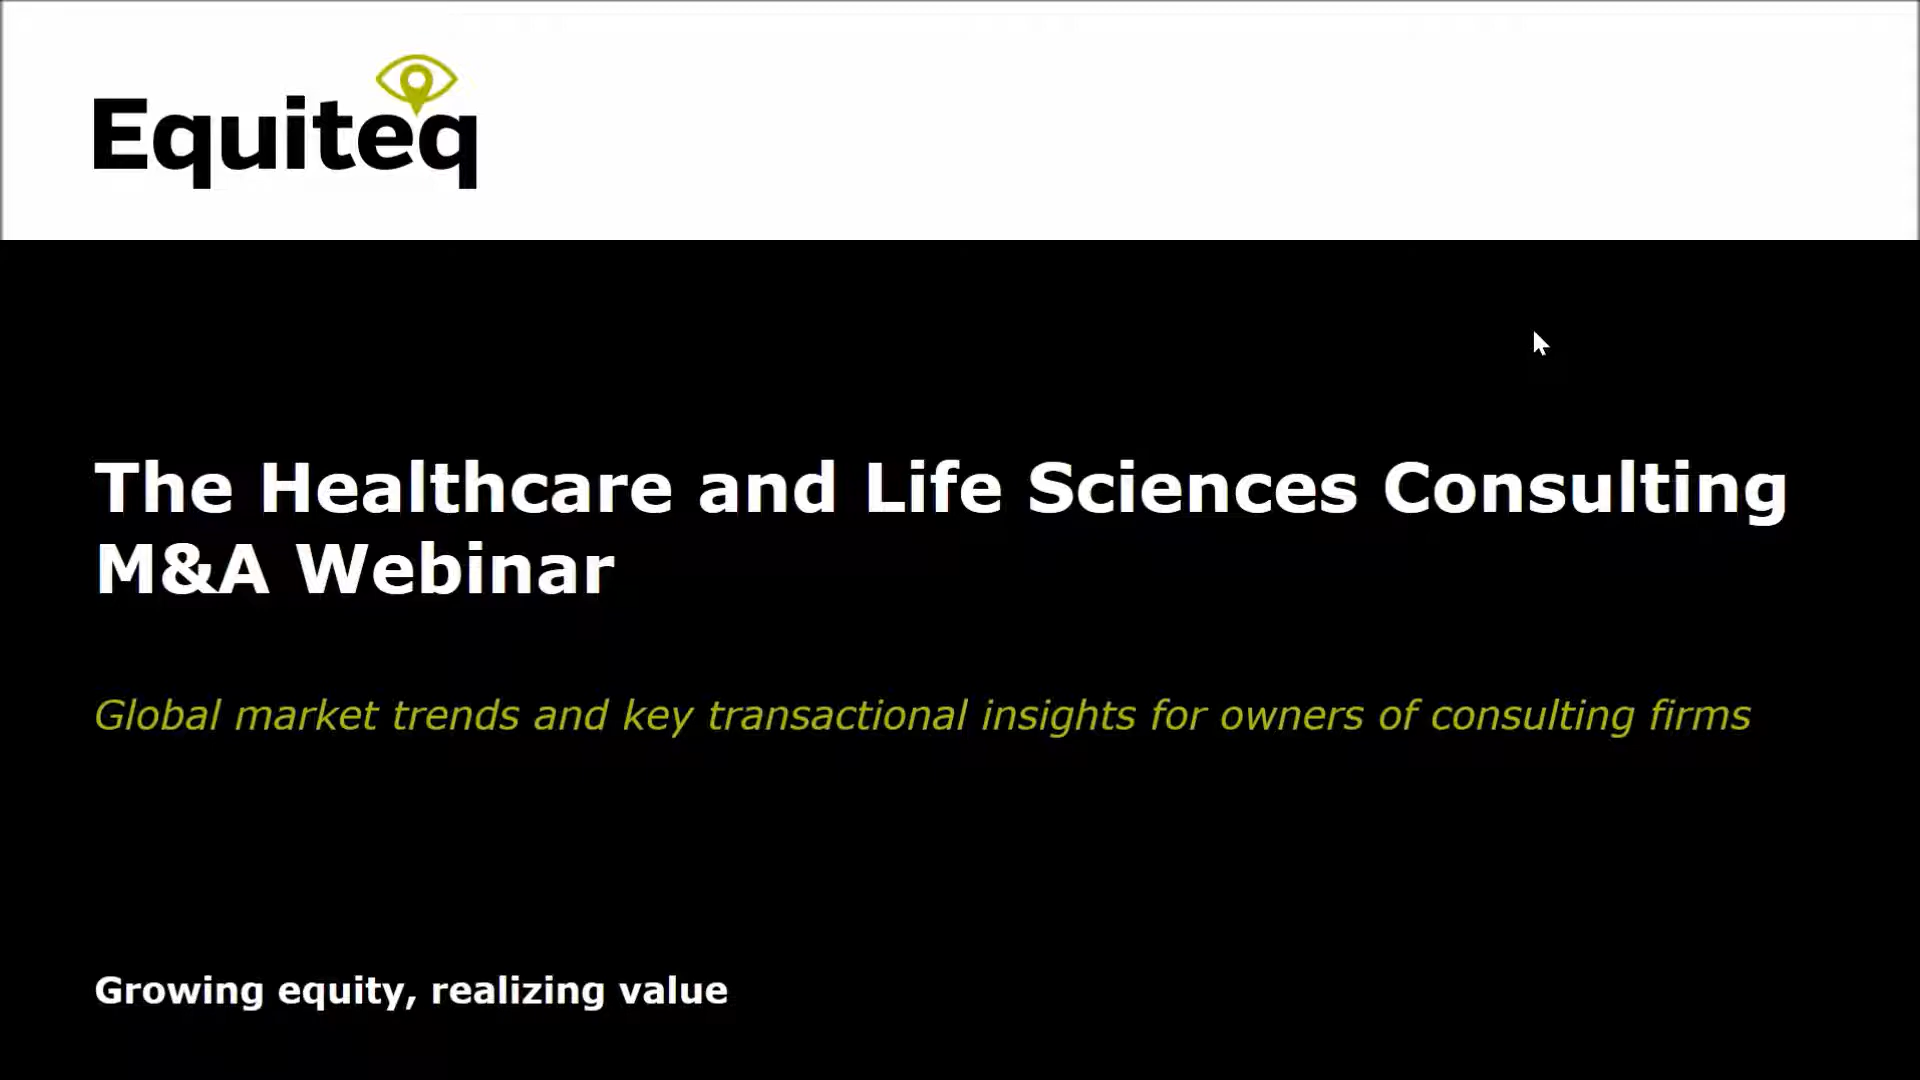 Equiteq
The Healthcare and Life Sciences Consulting
M&A Webinar
Global market trends and key transactional insights for owners of consulting firms
Growing equity, realizing value